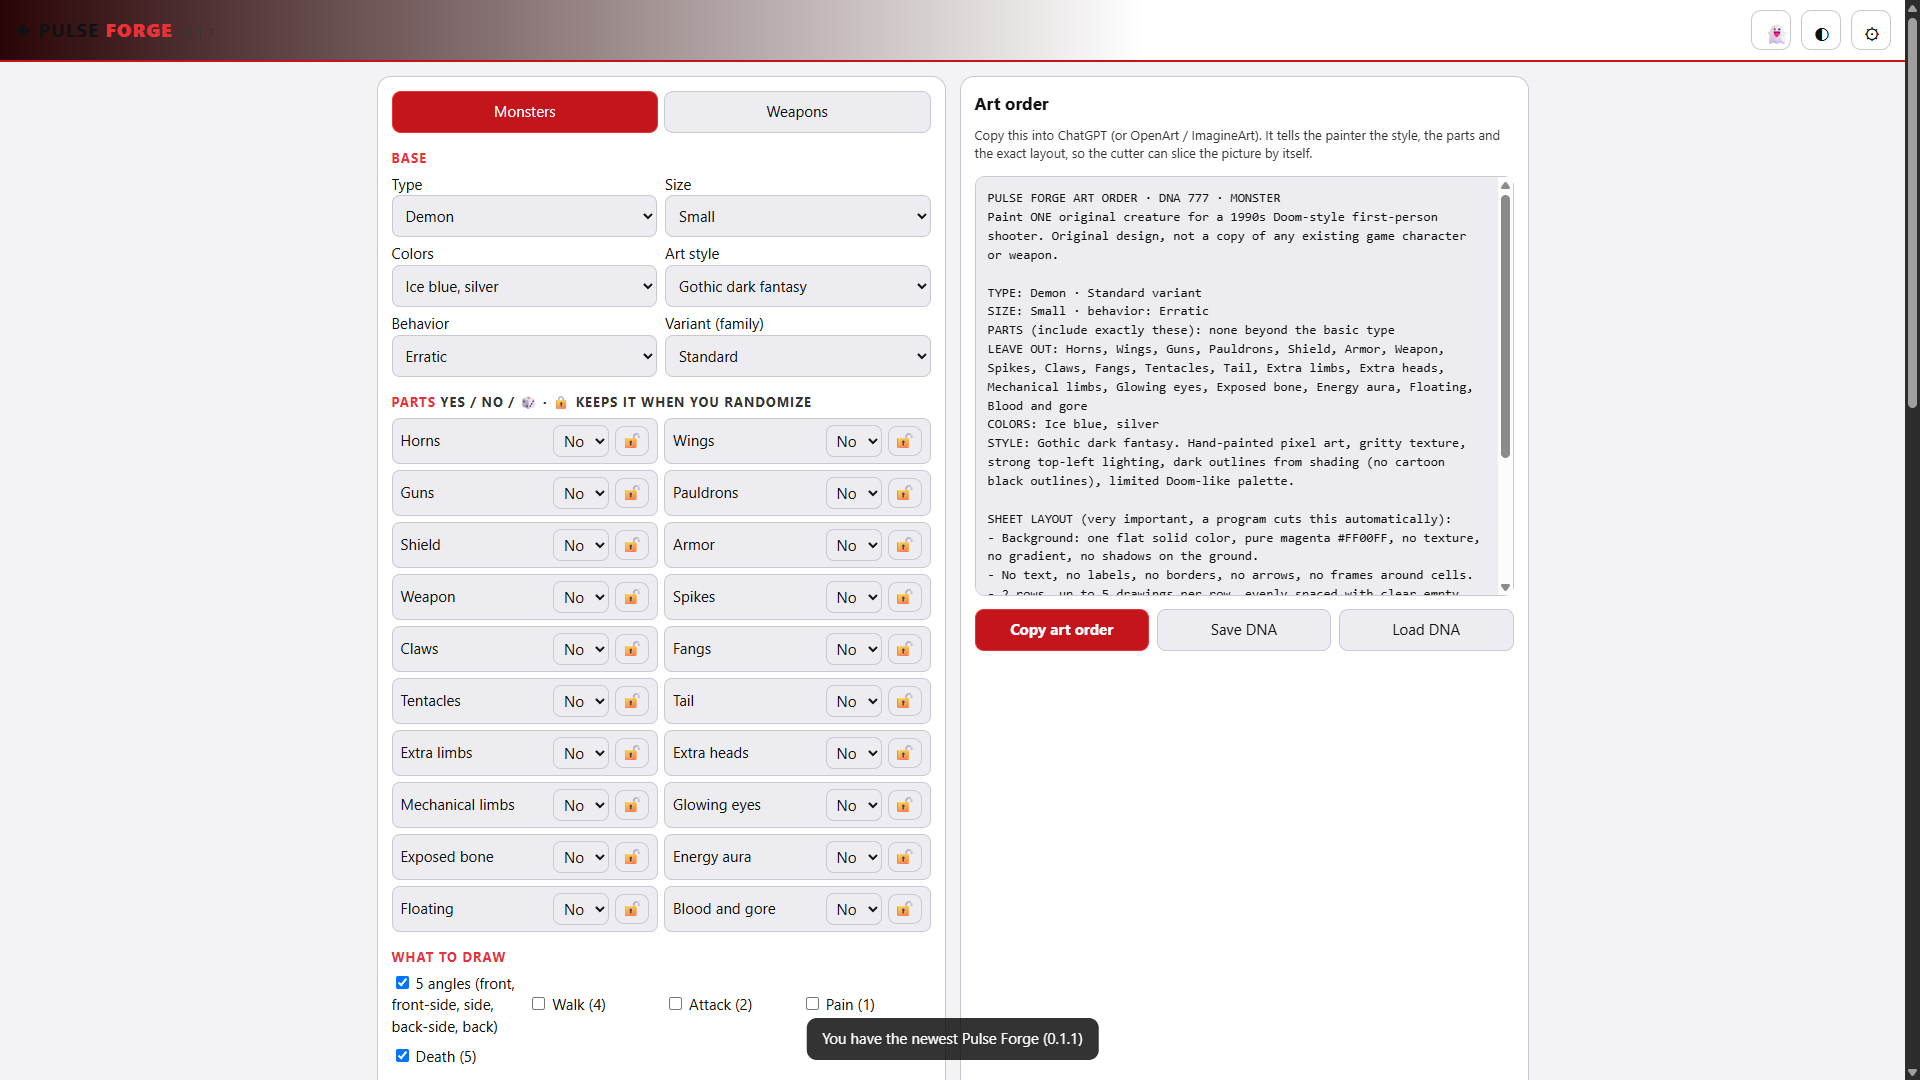 PULSE FORGE
Monsters
Weapons
BASE
Type
Size
Demon
Small
Colors
Art style
Ice blue, silver
Gothic dark fantasy
Behavior
Variant (family)
Erratic
Standard
PARTS YES / NO / 🎲 · 🔒 KEEPS IT WHEN YOU RANDOMIZE
Horns No
Wings No
Guns No
Pauldrons No
Shield No
Armor No
Weapon No
Spikes No
Claws No
Fangs No
Tentacles No
Tail No
Extra limbs No
Extra heads No
Mechanical limbs No
Glowing eyes No
Exposed bone No
Energy aura No
Floating No
Blood and gore No
WHAT TO DRAW
5 angles (front,
front-side, side,
back-side, back)
Walk (4)
Attack (2)
Pain (1)
Death (5)
Art order
Copy this into ChatGPT (or OpenArt / ImagineArt). It tells the painter the style, the parts and
the exact layout, so the cutter can slice the picture by itself.
PULSE FORGE ART ORDER · DNA 777 · MONSTER
Paint ONE original creature for a 1990s Doom-style first-person
shooter. Original design, not a copy of any existing game character
or weapon.
TYPE: Demon · Standard variant
SIZE: Small · behavior: Erratic
PARTS (include exactly these): none beyond the basic type
LEAVE OUT: Horns, Wings, Guns, Pauldrons, Shield, Armor, Weapon,
Spikes, Claws, Fangs, Tentacles, Tail, Extra limbs, Extra heads,
Mechanical limbs, Glowing eyes, Exposed bone, Energy aura, Floating,
Blood and gore
COLORS: Ice blue, silver
STYLE: Gothic dark fantasy. Hand-painted pixel art, gritty texture,
strong top-left lighting, dark outlines from shading (no cartoon
black outlines), limited Doom-like palette.
SHEET LAYOUT (very important, a program cuts this automatically):
- Background: one flat solid color, pure magenta #FF00FF, no texture,
no gradient, no shadows on the ground.
- No text, no labels, no borders, no arrows, no frames around cells.
- 2 rows, up to 5 drawings per row, evenly spaced with clear empty
Copy art order
Save DNA
Load DNA
You have the newest Pulse Forge (0.1.1)